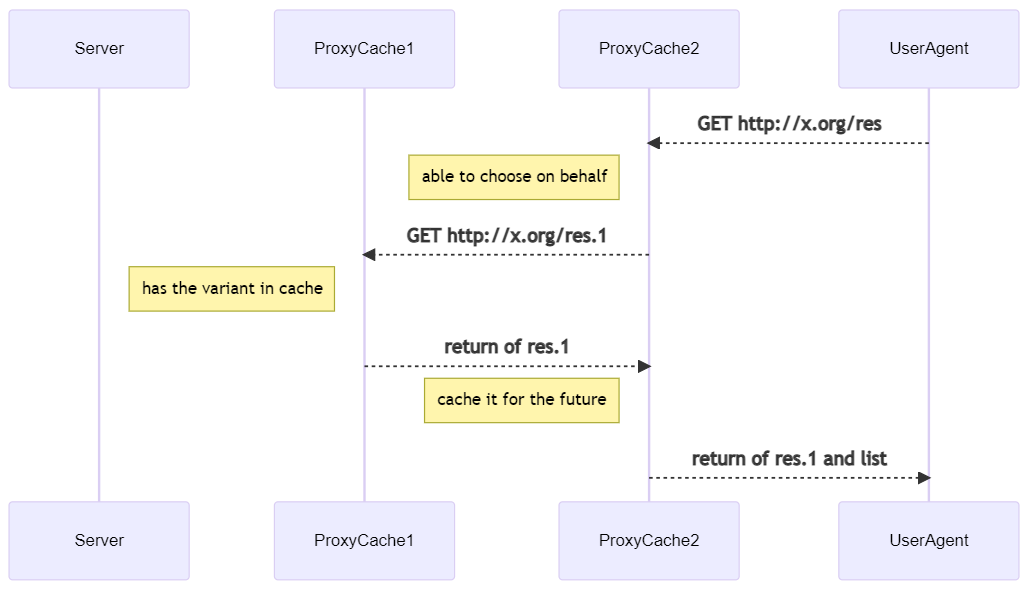 Server
ProxyCache1
ProxyCache2
UserAgent
GET http://x.org/res
able to choose on behalf
GET http://x.org/res.1
has the variant in cache
return of res.1
cache it for the future
return of res.1 and list
Server
ProxyCache1
ProxyCache2
UserAgent